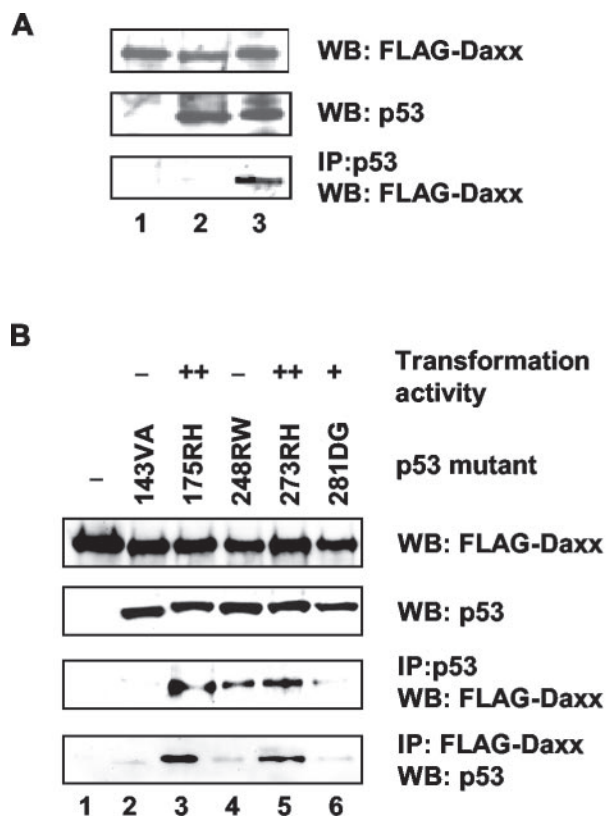 A
WB: FLAG-Daxx
WB: p53
IP:p53
WB: FLAG-Daxx
1 2 3
B
– ++ – ++ + Transformation
activity
– 143VA 175RH 248RW 273RH 281DG p53 mutant
WB: FLAG-Daxx
WB: p53
IP:p53
WB: FLAG-Daxx
IP: FLAG-Daxx
WB: p53
1 2 3 4 5 6